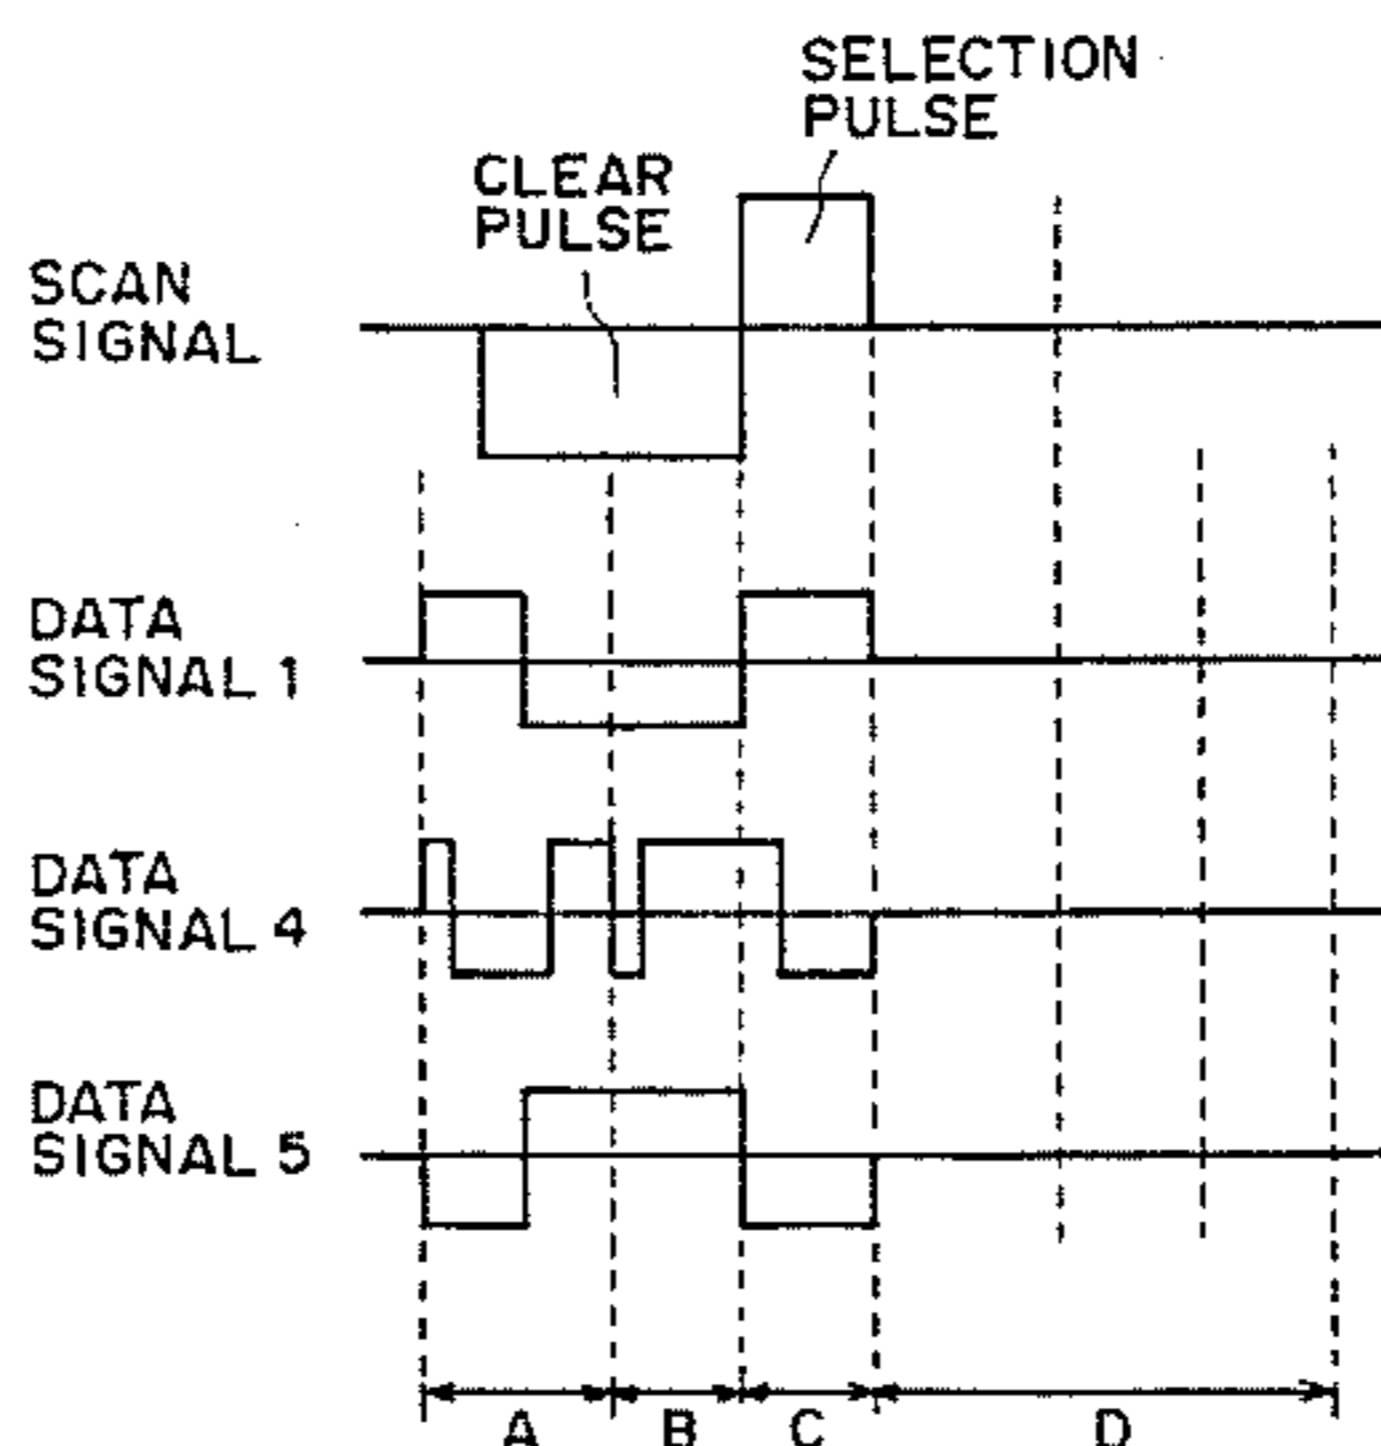 SELECTION
PULSE
CLEAR
PULSE
SCAN
SIGNAL
DATA
SIGNAL 1
DATA
SIGNAL 4
DATA
SIGNAL 5
A B C D